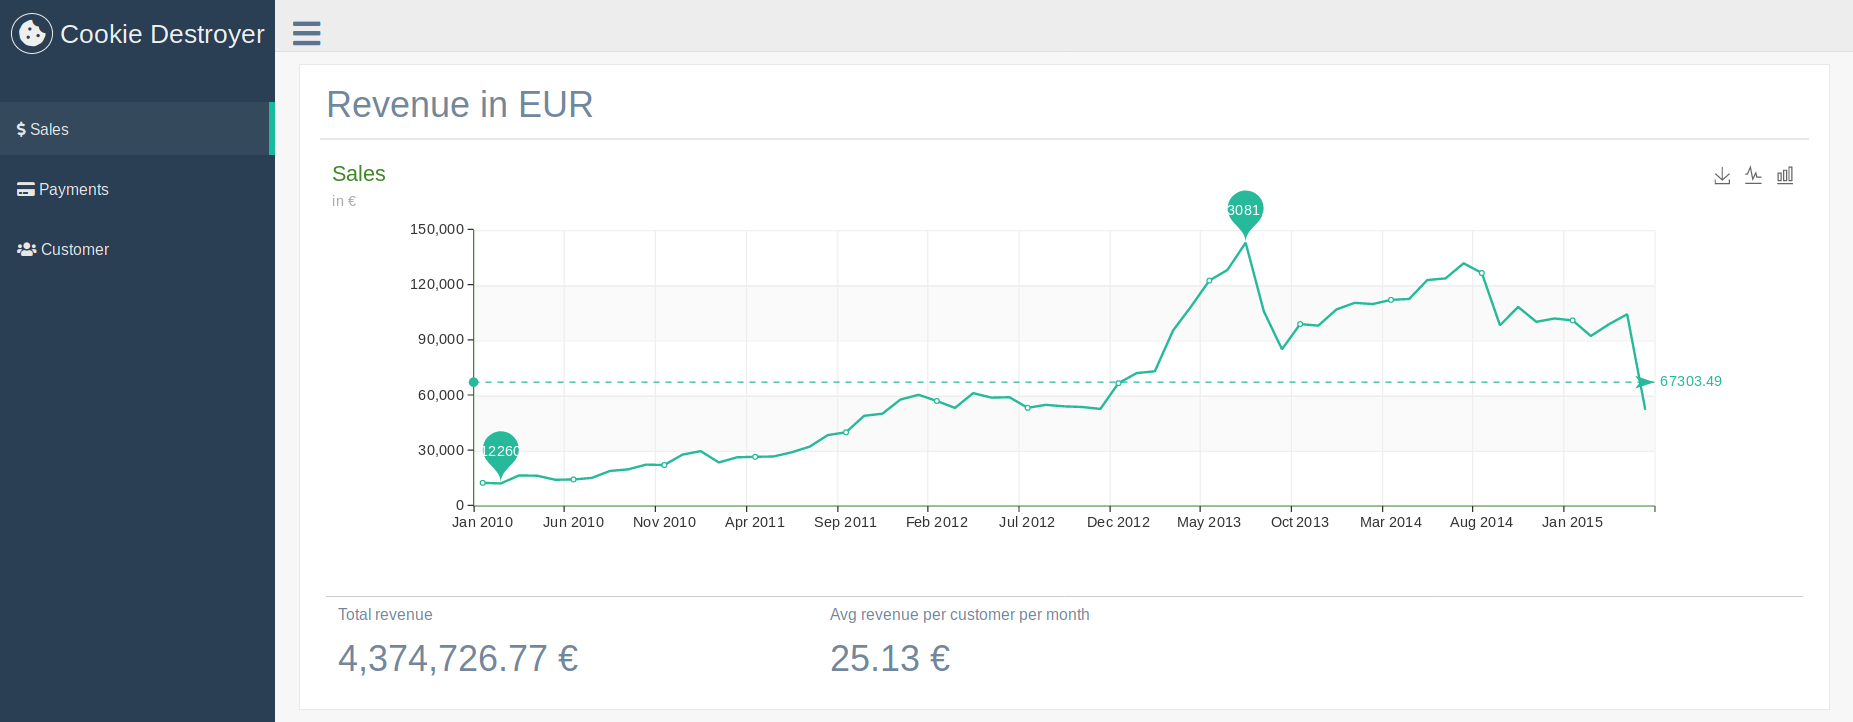 Cookie Destroyer
Sales
Payments
Customer
Revenue in EUR
Sales
in €
150,000
120,000
90,000
60,000
30,000
0
3081
12260
67303.49
Jan 2010 Jun 2010 Nov 2010 Apr 2011 Sep 2011 Feb 2012 Jul 2012 Dec 2012 May 2013 Oct 2013 Mar 2014 Aug 2014 Jan 2015
Total revenue Avg revenue per customer per month
4,374,726.77 € 25.13 €